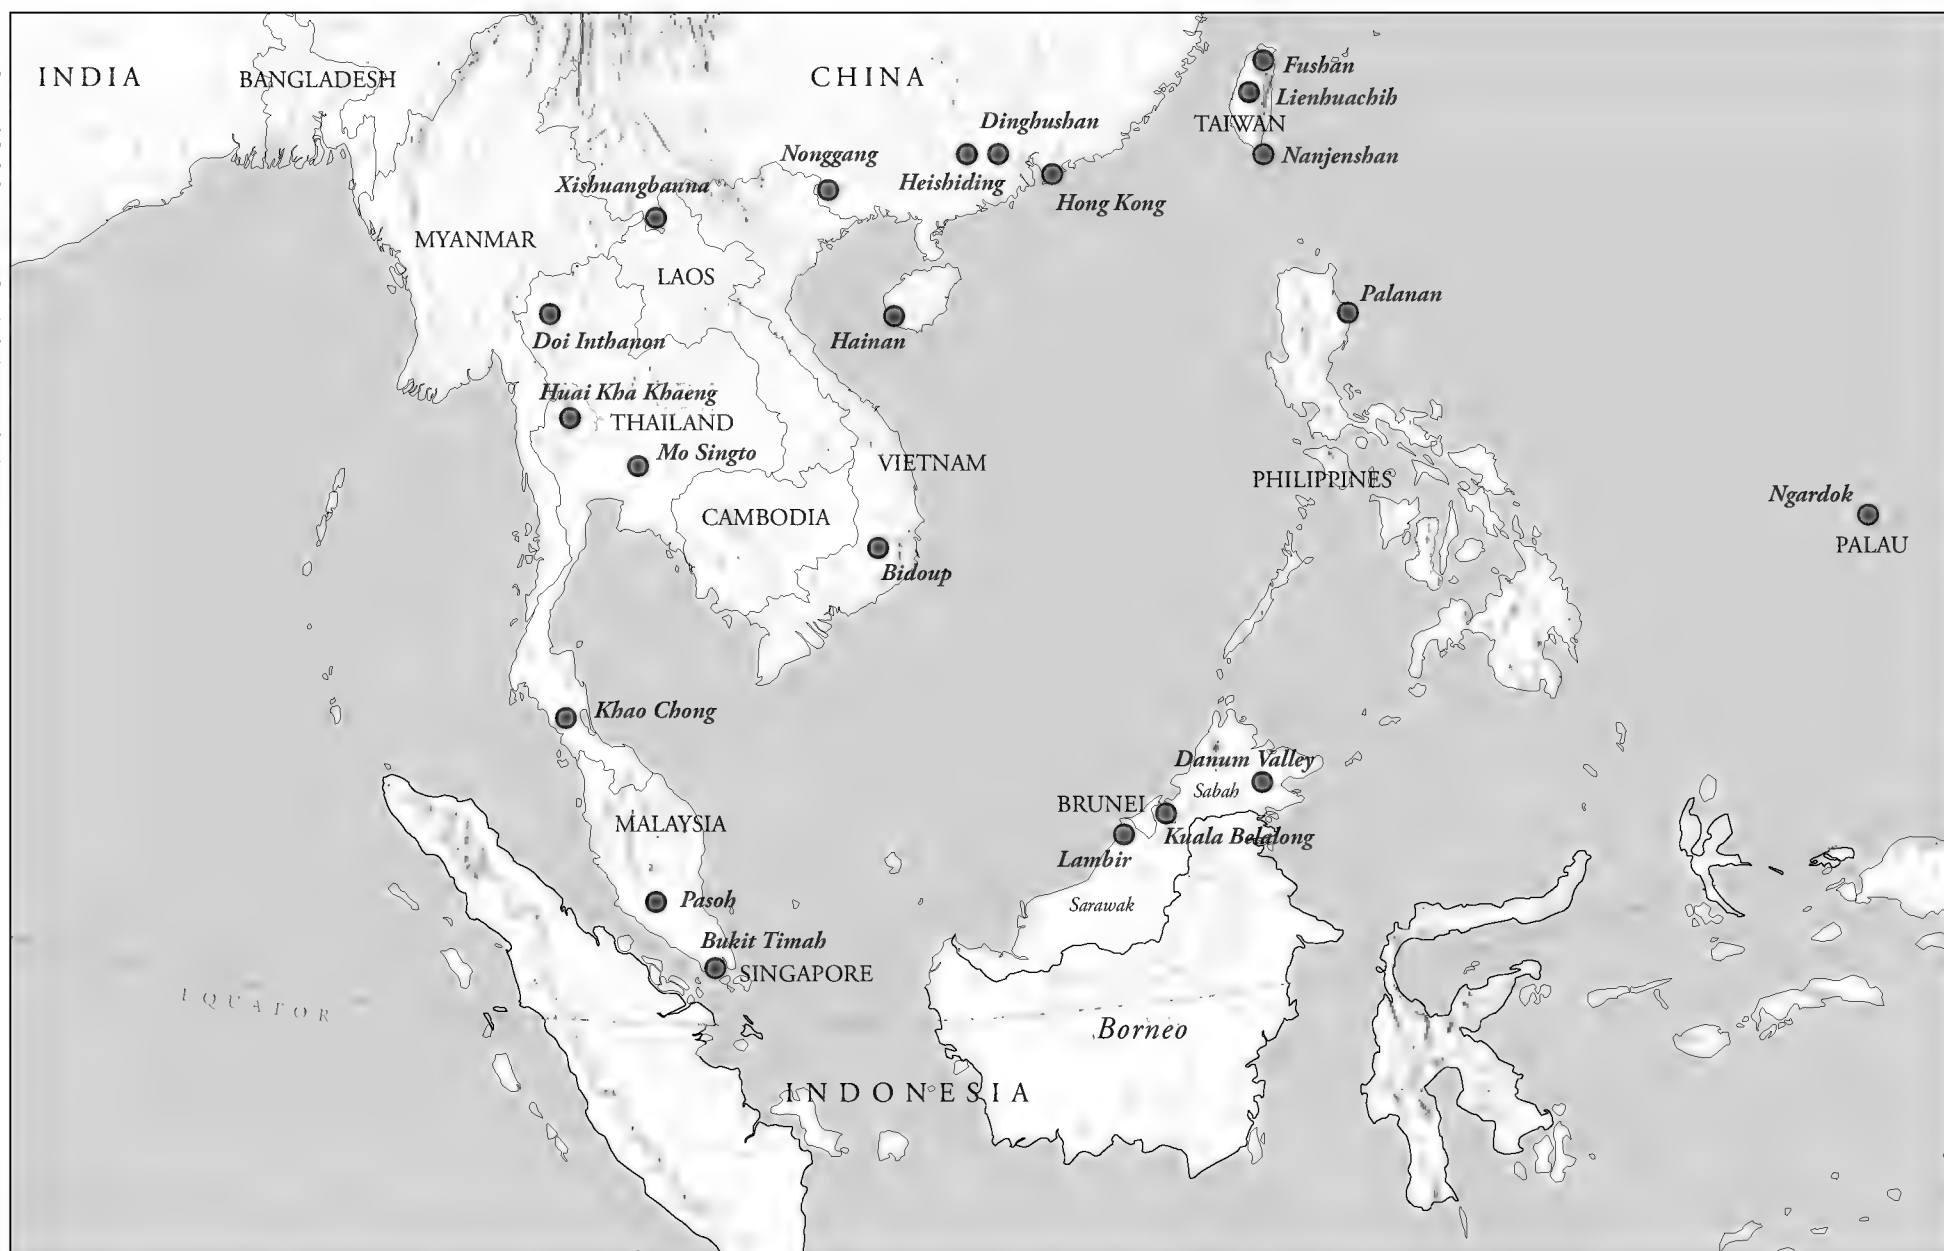 INDIA
BANGLADESH
CHINA
Fushan
Lienhuachih
TAIWAN
Dinghushan
Nonggang
Nanjenshan
Xishuangbanna
Heishiding
Hong Kong
MYANMAR
LAOS
Palanan
Doi Inthanon
Hainan
Huai Kha Khaeng
THAILAND
Mo Singto
VIETNAM
PHILIPPINES
Ngardok
CAMBODIA
PALAU
Bidoup
Khao Chong
Danum Valley
Sabah
BRUNEI
MALAYSIA
Kuala Belalong
Lambir
Pasoh
Sarawak
Bukit Timah
SINGAPORE
EQUATOR
Borneo
INDONESIA